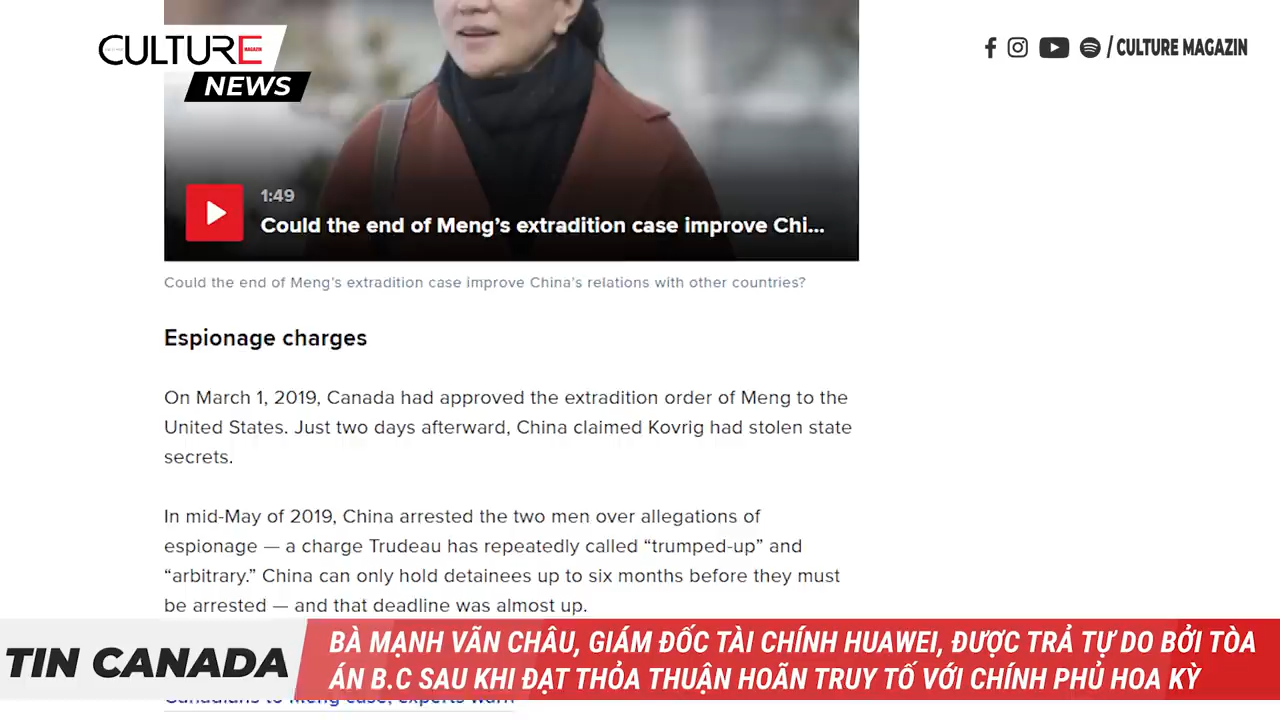 CULTURE
MAGAZIN
NEWS
/ CULTURE MAGAZIN
1:49
Could the end of Meng's extradition case improve Chi...
Could the end of Meng's extradition case improve China's relations with other countries?
Espionage charges
On March 1, 2019, Canada had approved the extradition order of Meng to the
United States. Just two days afterward, China claimed Kovrig had stolen state
secrets.
In mid-May of 2019, China arrested the two men over allegations of
espionage — a charge Trudeau has repeatedly called “trumped-up” and
“arbitrary.” China can only hold detainees up to six months before they must
be arrested — and that deadline was almost up.
TIN CANADA
BÀ MẠNH VÃN CHÂU, GIÁM ĐỐC TÀI CHÍNH HUAWEI, ĐƯỢC TRẢ TỰ DO BỞI TÒA
ÁN B.C SAU KHI ĐẠT THỎA THUẬN HOÃN TRUY TỐ VỚI CHÍNH PHỦ HOA KỲ
Canadians to Meng case, experts warn